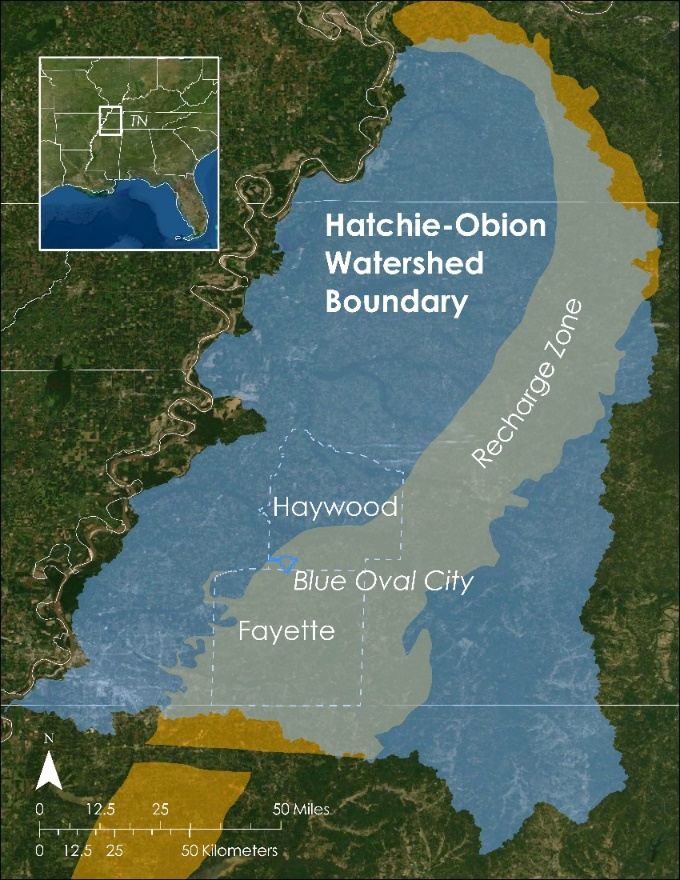 TN
Hatchie-Obion
Watershed
Boundary
Recharge Zone
Haywood
Blue Oval City
Fayette
N
0 12.5 25 50 Miles
0 12.5 25 50 Kilometers